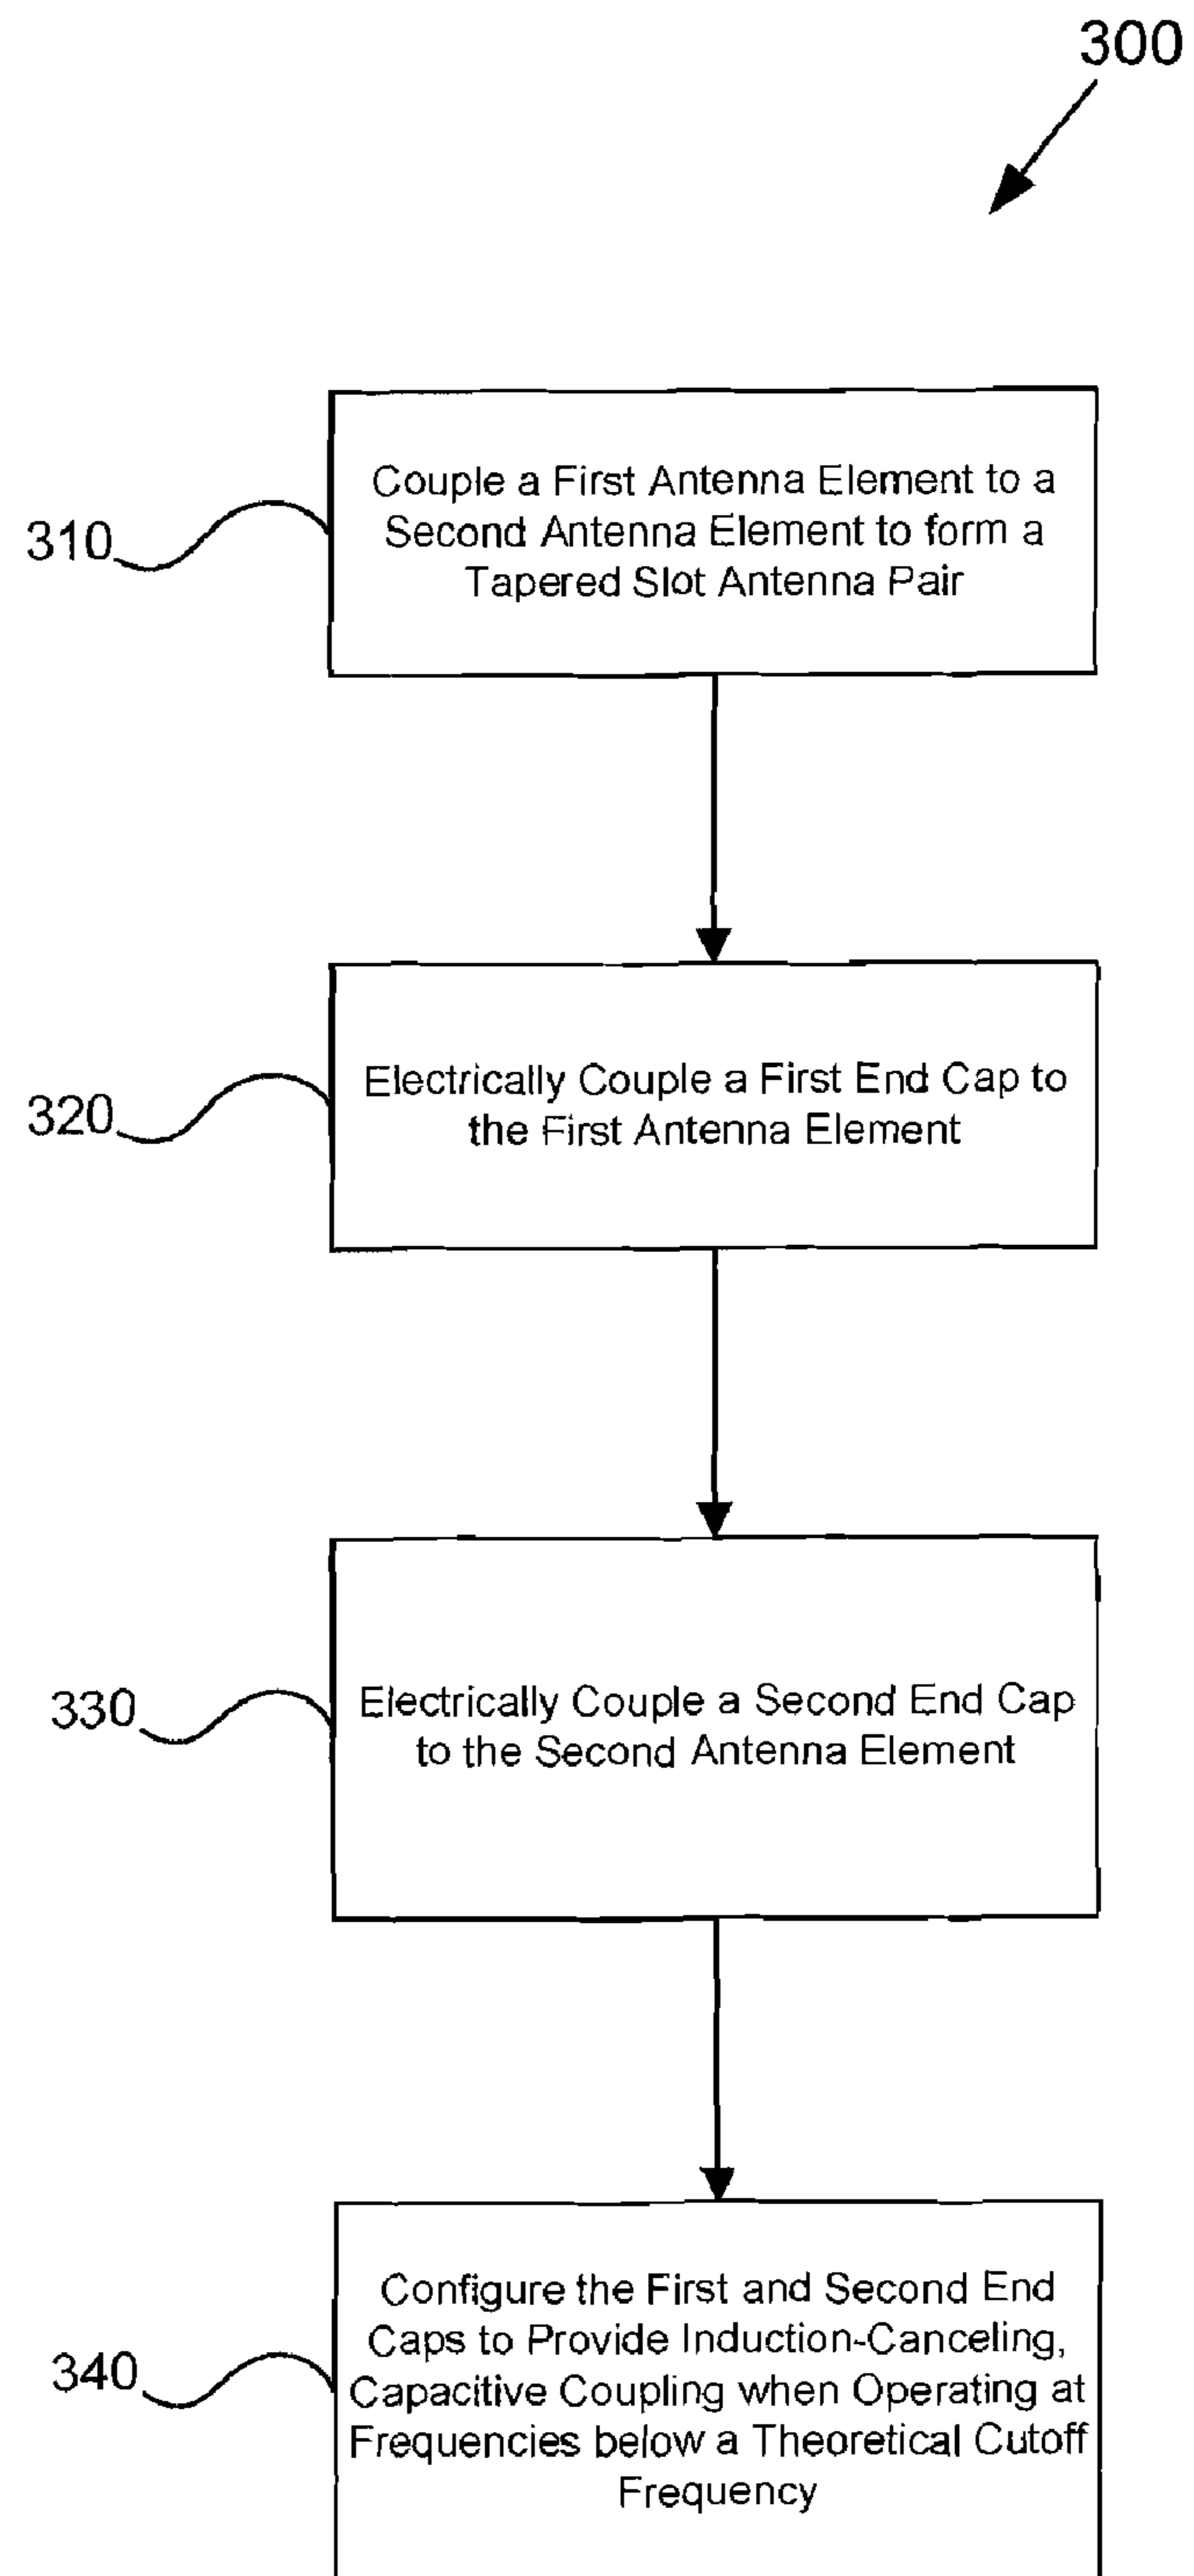 300
310
Couple a First Antenna Element to a
Second Antenna Element to form a
Tapered Slot Antenna Pair
320
Electrically Couple a First End Cap to
the First Antenna Element
330
Electrically Couple a Second End Cap
to the Second Antenna Element
340
Configure the First and Second End
Caps to Provide Induction-Canceling,
Capacitive Coupling when Operating at
Frequencies below a Theoretical Cutoff
Frequency